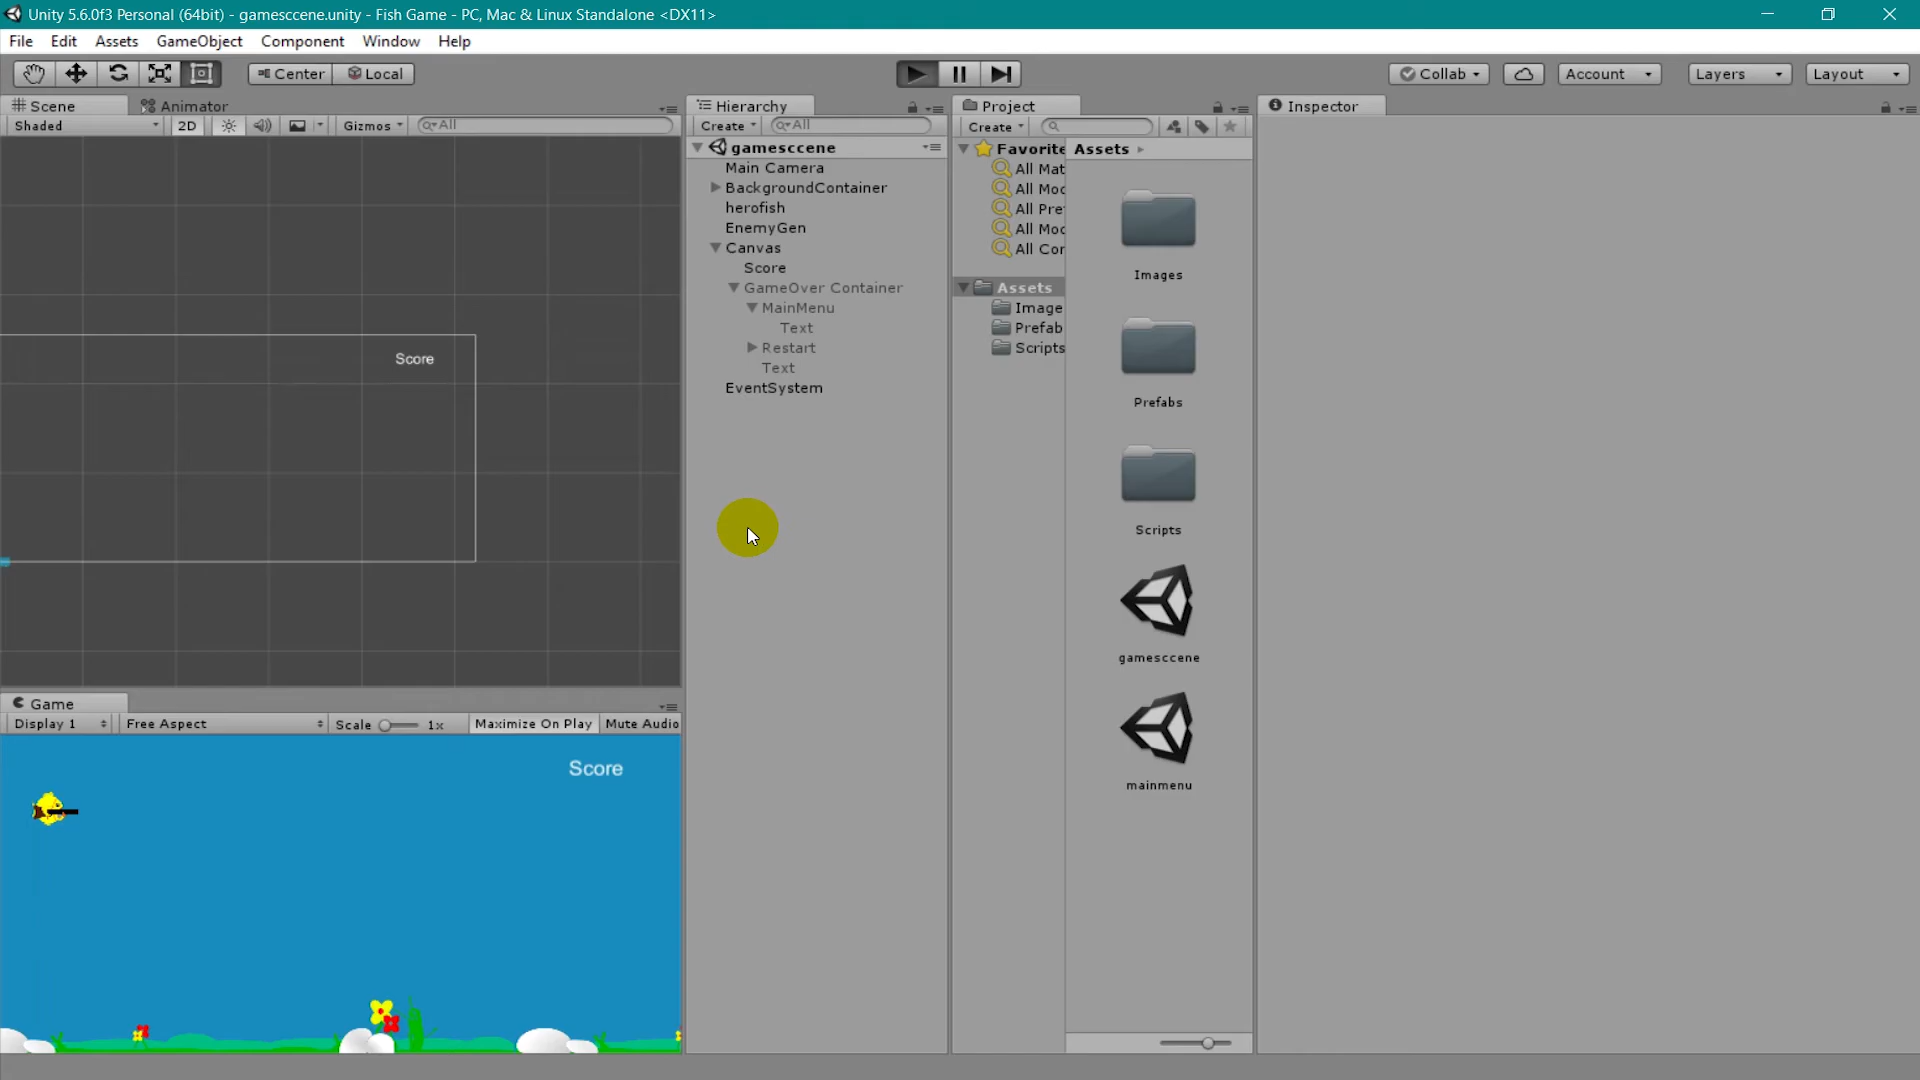 Unity 5.6.0f3 Personal (64bit) - gamesccene.unity - Fish Game - PC, Mac & Linux Standalone <DX11>
File Edit Assets GameObject Component Window Help
Center Local Collab Account Layers Layout
Scene Animator
Shaded 2D Gizmos All
Hierarchy
Create All
gamesccene
Main Camera
BackgroundContainer
herofish
EnemyGen
Canvas
Score
GameOver Container
MainMenu
Text
Restart
Text
EventSystem
Project
Create
Favorite
All Mat
All Mod
All Pre
All Mod
All Con
Assets
Image
Prefab
Scripts
Assets
Images
Prefabs
Scripts
gamesccene
mainmenu
Inspector
Score
Game
Display 1 Free Aspect Scale 1x Maximize On Play Mute Audio
Score